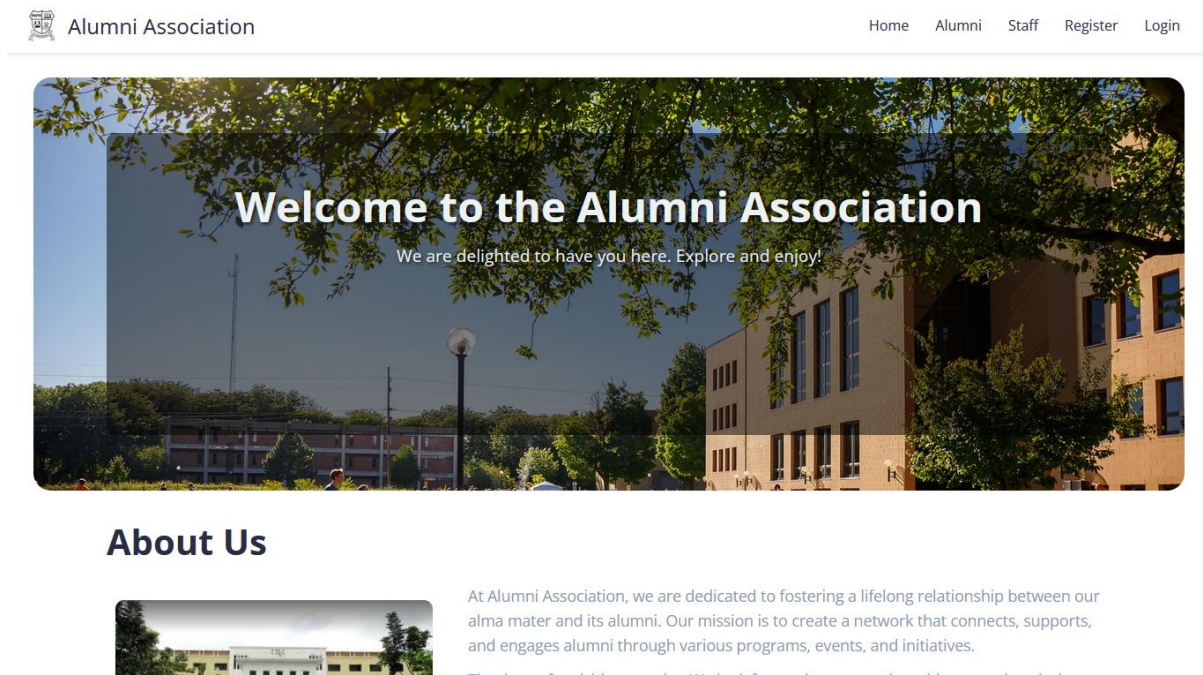 Alumni Association
Home Alumni Staff Register Login
Welcome to the Alumni Association
We are delighted to have you here. Explore and enjoy!
About Us
At Alumni Association, we are dedicated to fostering a lifelong relationship between our
alma mater and its alumni. Our mission is to create a network that connects, supports,
and engages alumni through various programs, events, and initiatives.